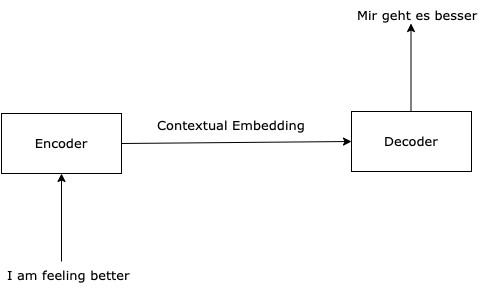 Mir geht es besser
Contextual Embedding
Encoder
Decoder
I am feeling better